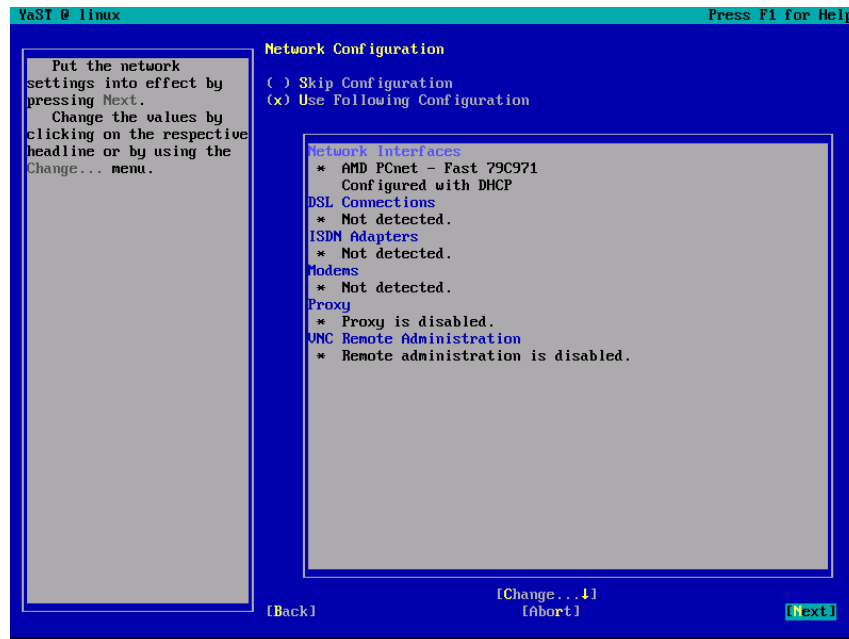 YaST @ linux Press F1 for Help
Put the network
settings into effect by
pressing Next.
Change the values by
clicking on the respective
headline or by using the
Change... menu.
Network Configuration
( ) Skip Configuration
(x) Use Following Configuration
Network Interfaces
* AMD PCnet - Fast 79C971
Configured with DHCP
DSL Connections
* Not detected.
ISDN Adapters
* Not detected.
Modems
* Not detected.
Proxy
* Proxy is disabled.
VNC Remote Administration
* Remote administration is disabled.
[Change...↓]
[Back] [Abort] [Next]